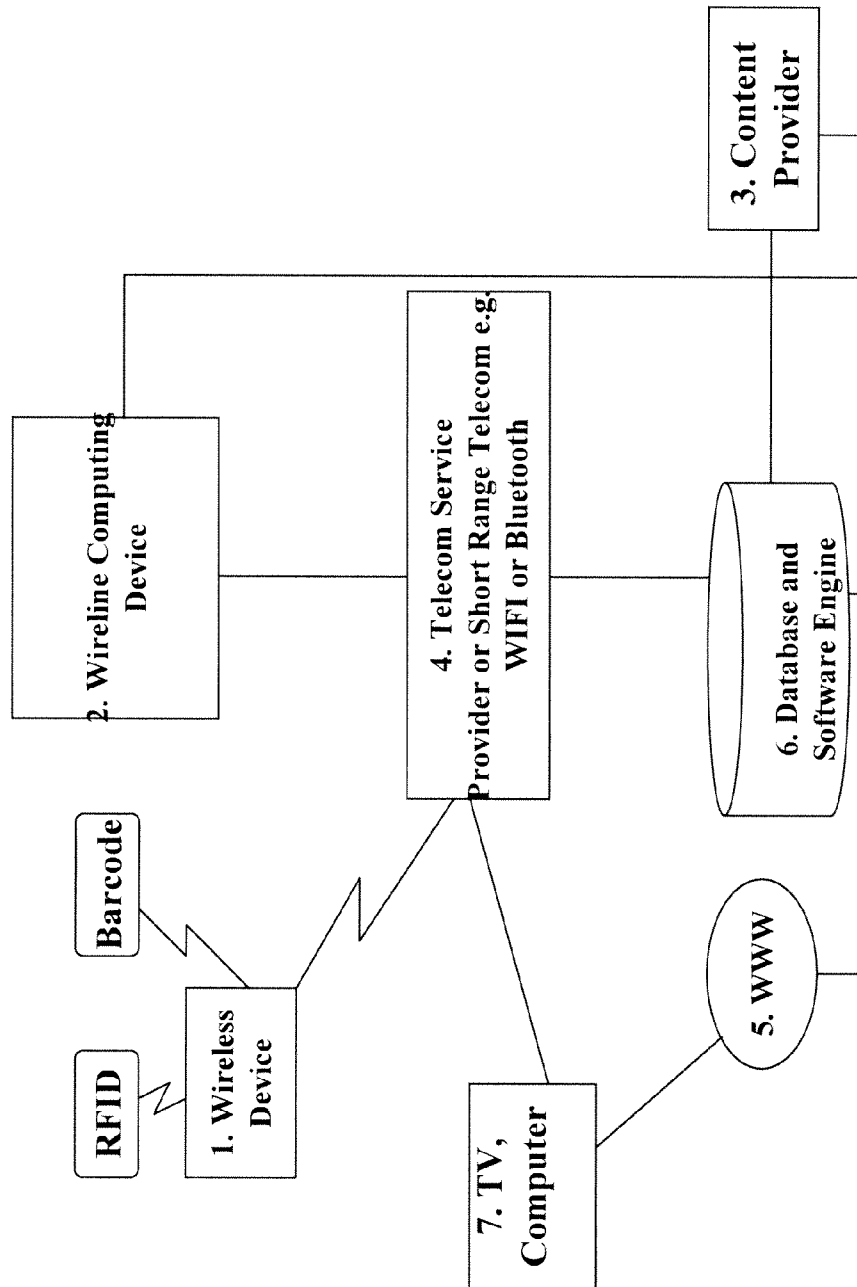 RFID
Barcode
1. Wireless
Device
2. Wireline Computing
Device
7. TV,
Computer
4. Telecom Service
Provider or Short Range Telecom e.g.
WIFI or Bluetooth
5. WWW
6. Database and
Software Engine
3. Content
Provider